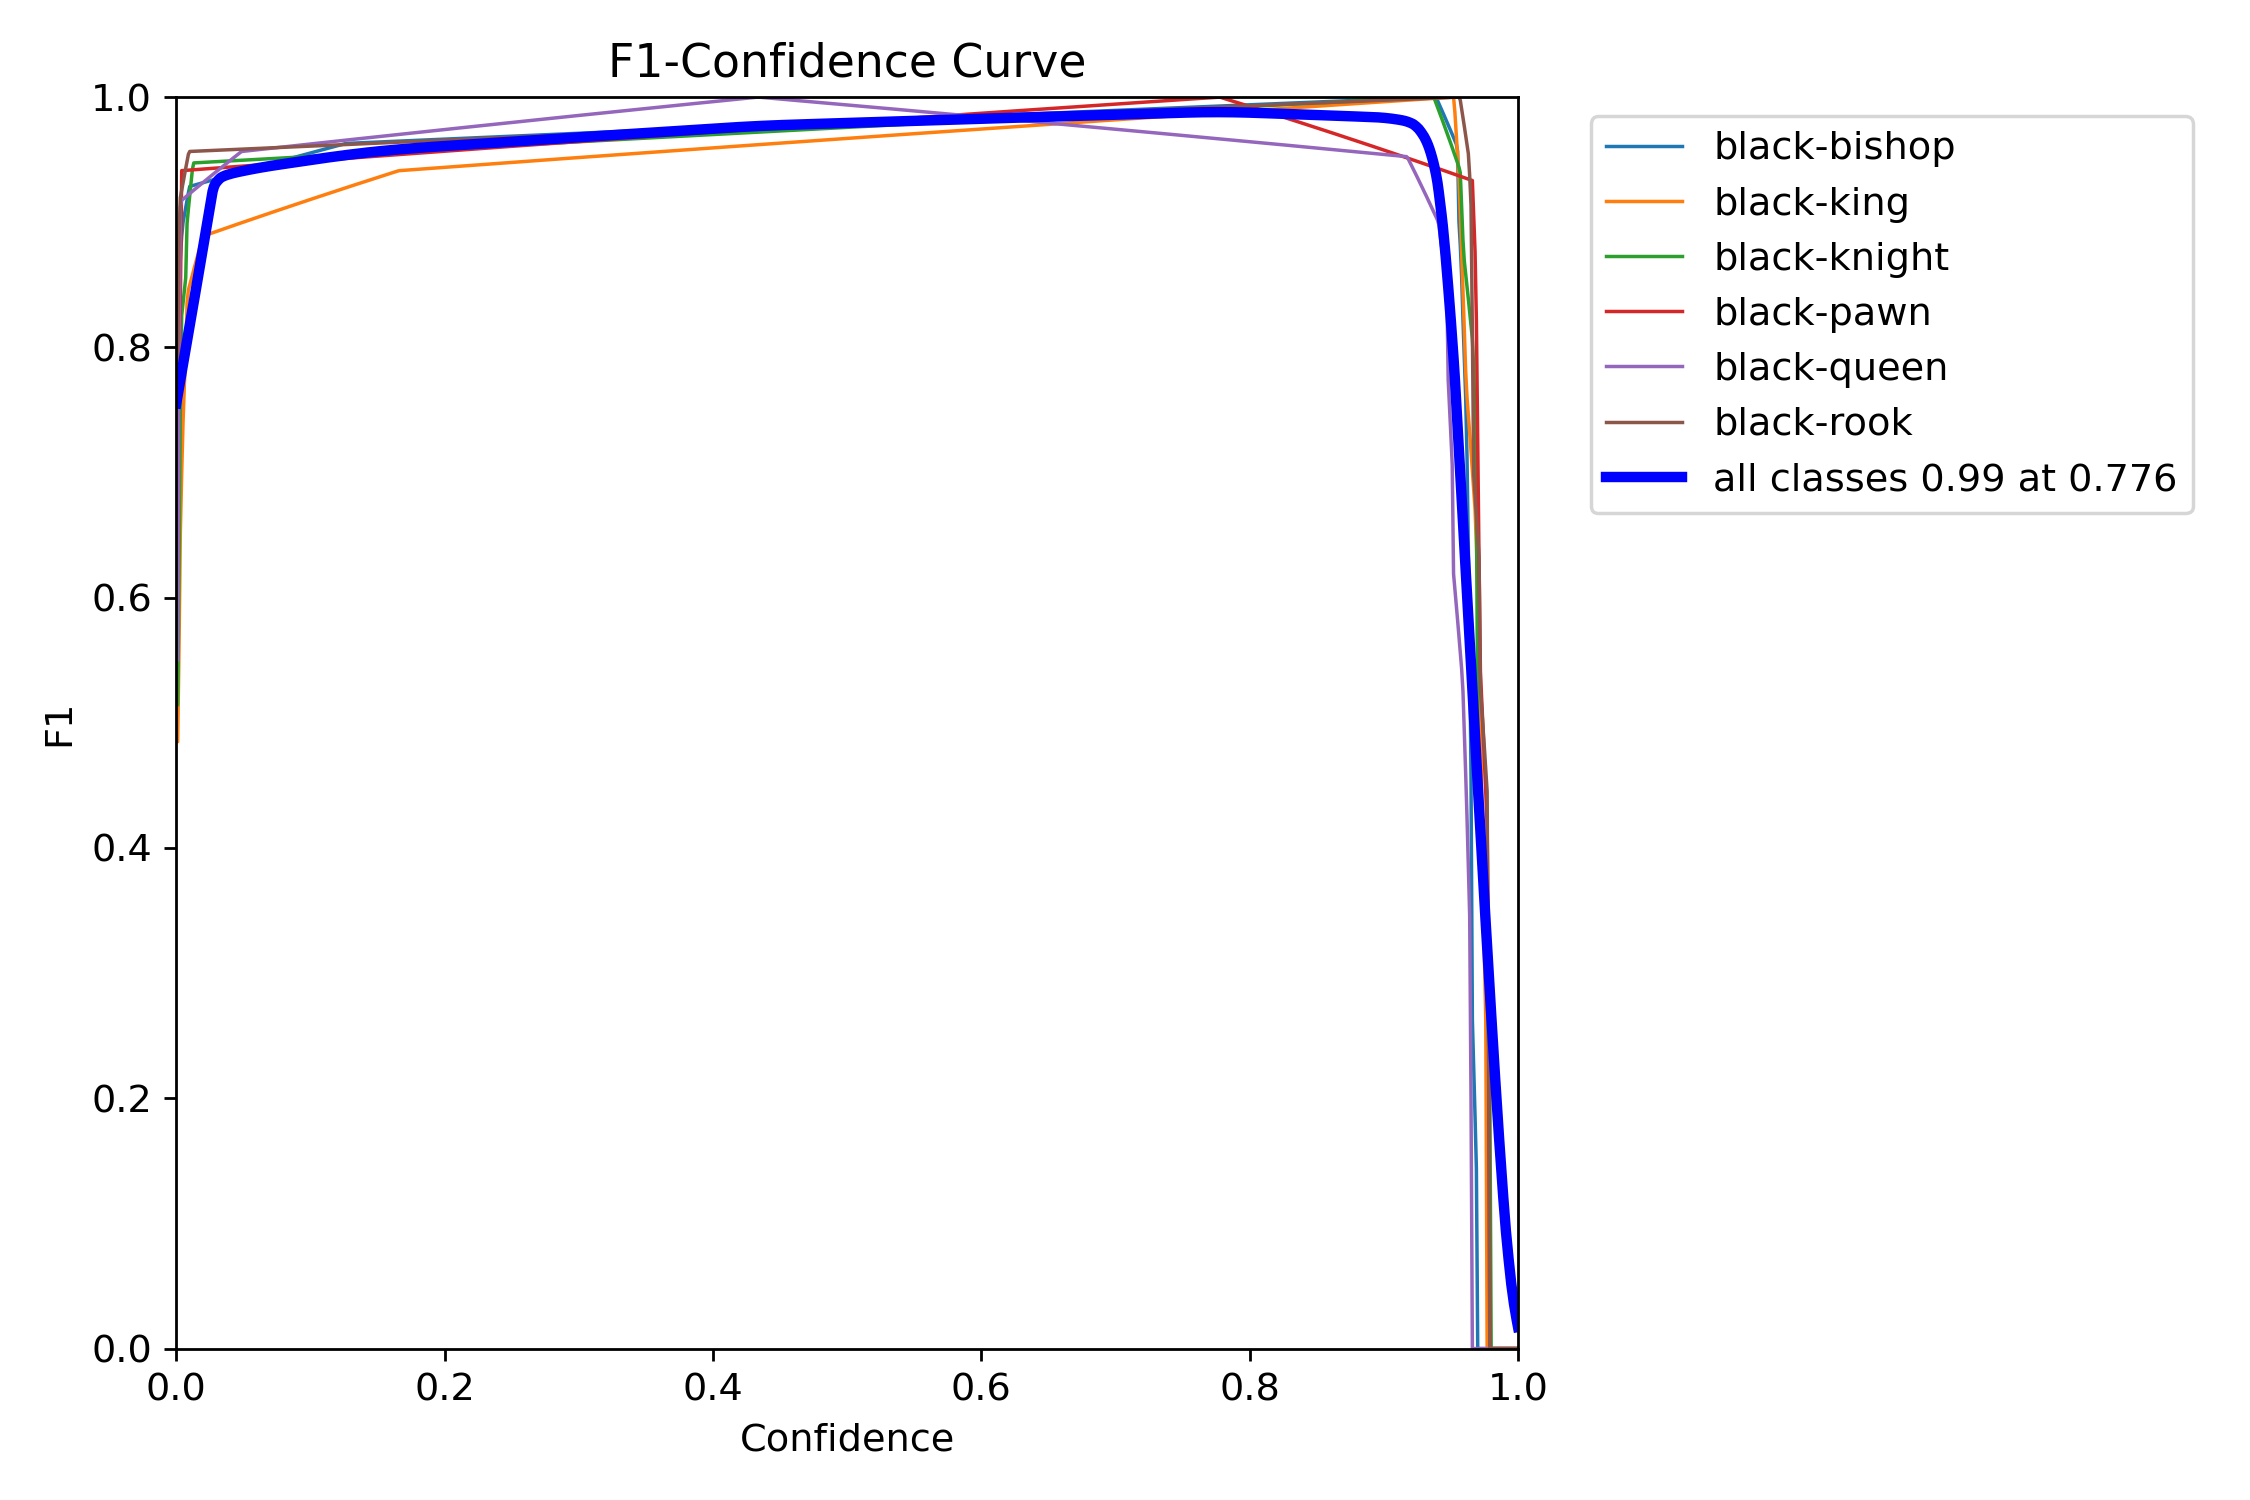 F1-Confidence Curve
1.0
0.8
0.6
0.4
0.2
0.0
F1
0.0 0.2 0.4 0.6 0.8 1.0
Confidence
black-bishop
black-king
black-knight
black-pawn
black-queen
black-rook
all classes 0.99 at 0.776